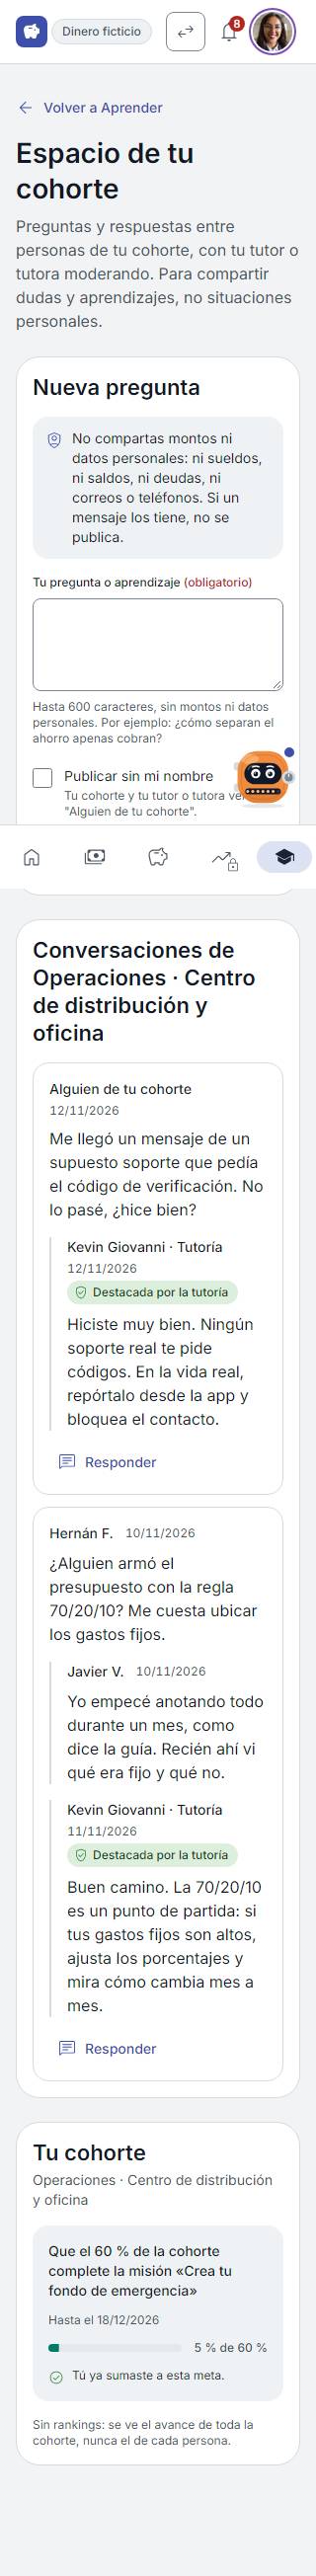 Dinero ficticio
8
Volver a Aprender
Espacio de tu
cohorte
Preguntas y respuestas entre
personas de tu cohorte, con tu tutor o
tutora moderando. Para compartir
dudas y aprendizajes, no situaciones
personales.
Nueva pregunta
No compartas montos ni
datos personales: ni sueldos,
ni saldos, ni deudas, ni
correos o teléfonos. Si un
mensaje los tiene, no se
publica.
Tu pregunta o aprendizaje (obligatorio)
Hasta 600 caracteres, sin montos ni datos
personales. Por ejemplo: ¿cómo separan el
ahorro apenas cobran?
Publicar sin mi nombre
Tu cohorte y tu tutor o tutora
"Alguien de tu cohorte".
Conversaciones de
Operaciones · Centro
de distribución y
oficina
Alguien de tu cohorte
12/11/2026
Me llegó un mensaje de un
supuesto soporte que pedía
el código de verificación. No
lo pasé, ¿hice bien?
Kevin Giovanni · Tutoría
12/11/2026
Destacada por la tutoría
Hiciste muy bien. Ningún
soporte real te pide
códigos. En la vida real,
repórtalo desde la app y
bloquea el contacto.
Responder
Hernán F. 10/11/2026
¿Alguien armó el
presupuesto con la regla
70/20/10? Me cuesta ubicar
los gastos fijos.
Javier V. 10/11/2026
Yo empecé anotando todo
durante un mes, como
dice la guía. Recién ahí vi
qué era fijo y qué no.
Kevin Giovanni · Tutoría
11/11/2026
Destacada por la tutoría
Buen camino. La 70/20/10
es un punto de partida: si
tus gastos fijos son altos,
ajusta los porcentajes y
mira cómo cambia mes a
mes.
Responder
Tu cohorte
Operaciones · Centro de distribución
y oficina
Que el 60 % de la cohorte
complete la misión «Crea tu
fondo de emergencia»
Hasta el 18/12/2026
5 % de 60 %
Tú ya sumaste a esta meta.
Sin rankings: se ve el avance de toda la
cohorte, nunca el de cada persona.